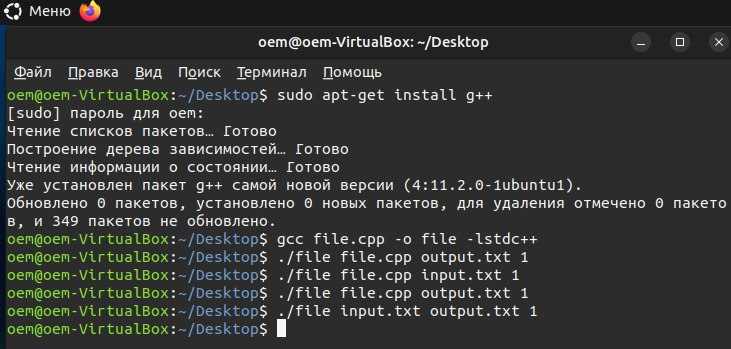 Меню
oem@oem-VirtualBox: ~/Desktop
Файл Правка Вид Поиск Терминал Помощь
oem@oem-VirtualBox:~/Desktop$ sudo apt-get install g++
[sudo] пароль для oem:
Чтение списков пакетов… Готово
Построение дерева зависимостей… Готово
Чтение информации о состоянии… Готово
Уже установлен пакет g++ самой новой версии (4:11.2.0-1ubuntu1).
Обновлено 0 пакетов, установлено 0 новых пакетов, для удаления отмечено 0 пакето
в, и 349 пакетов не обновлено.
oem@oem-VirtualBox:~/Desktop$ gcc file.cpp -o file -lstdc++
oem@oem-VirtualBox:~/Desktop$ ./file file.cpp output.txt 1
oem@oem-VirtualBox:~/Desktop$ ./file file.cpp input.txt 1
oem@oem-VirtualBox:~/Desktop$ ./file file.cpp output.txt 1
oem@oem-VirtualBox:~/Desktop$ ./file input.txt output.txt 1
oem@oem-VirtualBox:~/Desktop$